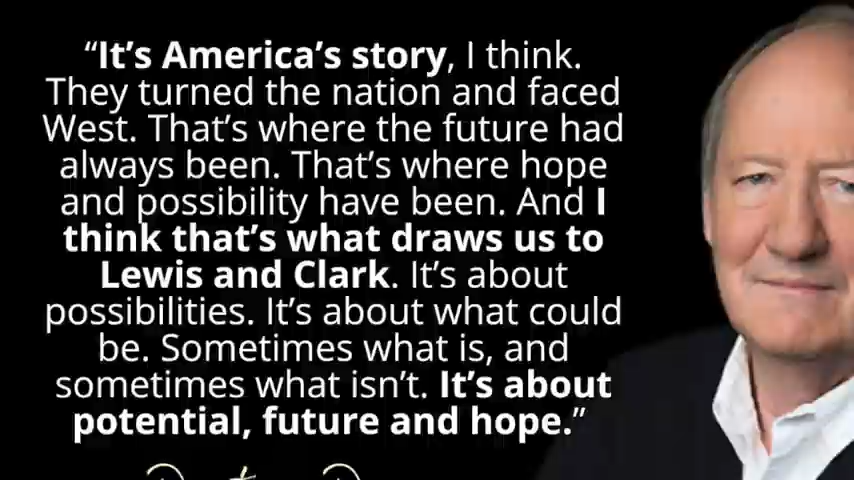 “It’s America’s story, I think.
They turned the nation and faced
West. That’s where the future had
always been. That’s where hope
and possibility have been. And I
think that’s what draws us to
Lewis and Clark. It’s about
possibilities. It’s about what could
be. Sometimes what is, and
sometimes what isn’t. It’s about
potential, future and hope.”